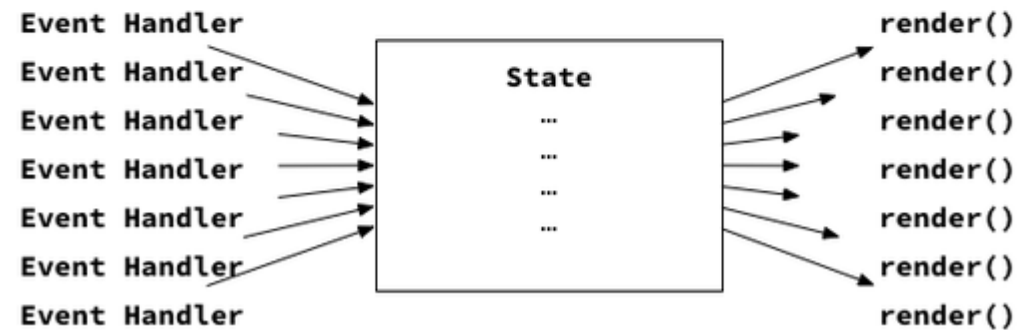 Event Handler
Event Handler
Event Handler
Event Handler
Event Handler
Event Handler
Event Handler
State
...
...
...
...
render()
render()
render()
render()
render()
render()
render()